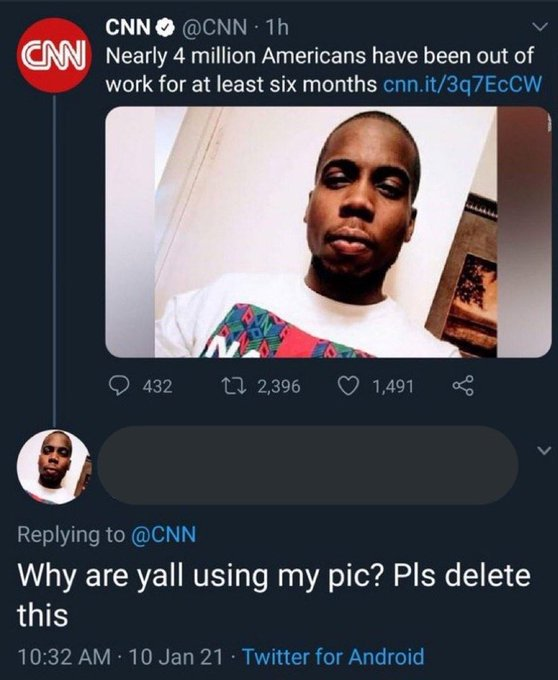 CNN
CNN @CNN · 1h
Nearly 4 million Americans have been out of
work for at least six months cnn.it/3q7EcCW
432 2,396 1,491
Replying to @CNN
Why are yall using my pic? Pls delete
this
10:32 AM · 10 Jan 21 · Twitter for Android